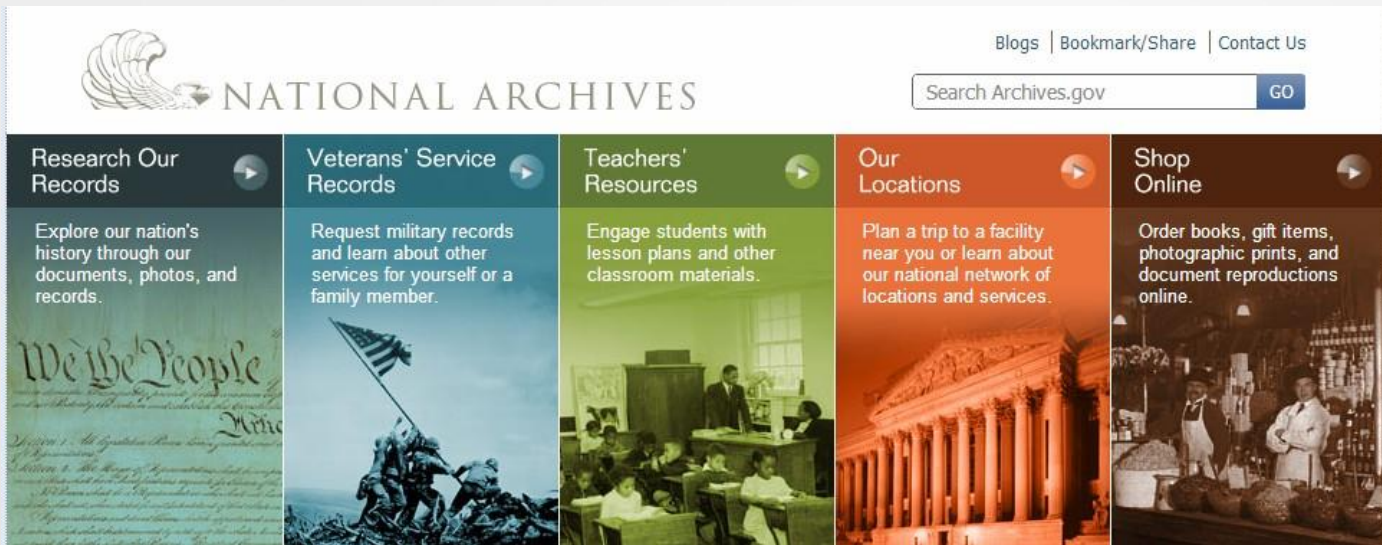 Blogs | Bookmark/Share | Contact Us
NATIONAL ARCHIVES
Search Archives.gov GO
Research Our
Records
Explore our nation's
history through our
documents, photos, and
records.
We the People
Veterans' Service
Records
Request military records
and learn about other
services for yourself or a
family member.
Teachers'
Resources
Engage students with
lesson plans and other
classroom materials.
Our
Locations
Plan a trip to a facility
near you or learn about
our national network of
locations and services.
Shop
Online
Order books, gift items,
photographic prints, and
document reproductions
online.